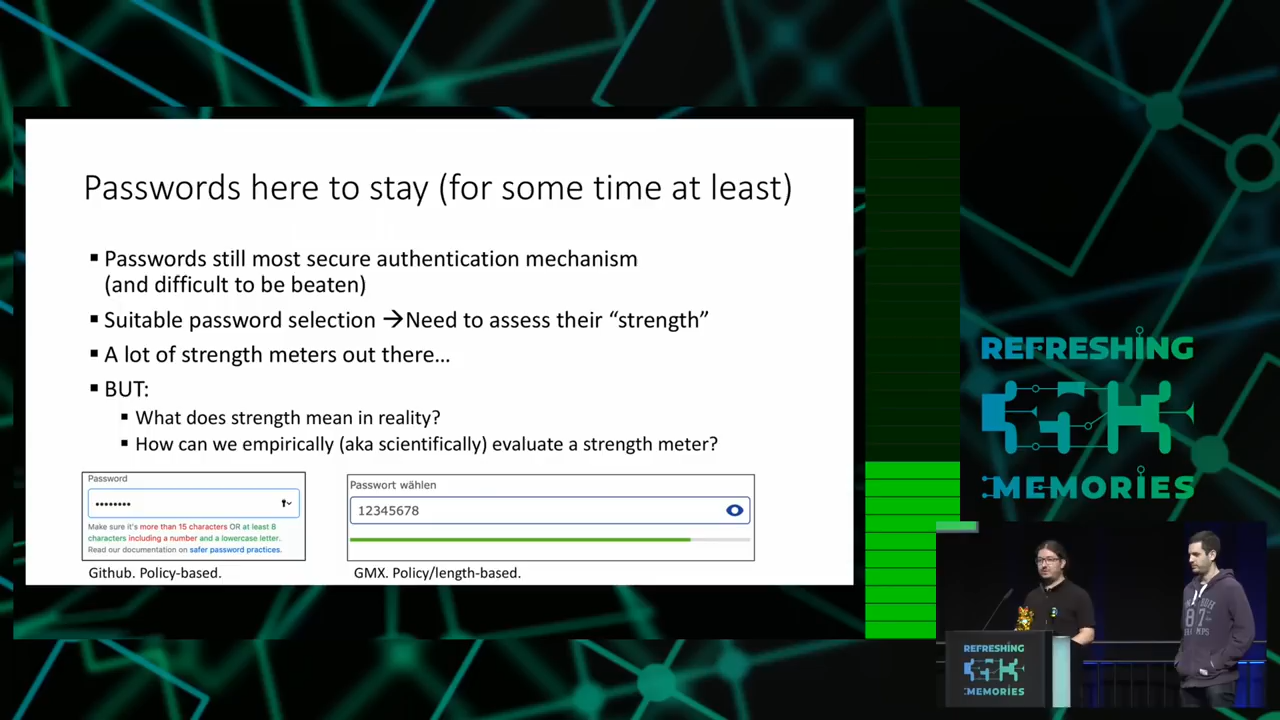 Passwords here to stay (for some time at least)
▪ Passwords still most secure authentication mechanism
(and difficult to be beaten)
▪ Suitable password selection →Need to assess their “strength”
▪ A lot of strength meters out there…
▪ BUT:
▪ What does strength mean in reality?
▪ How can we empirically (aka scientifically) evaluate a strength meter?
Password
••••••••
Make sure it's more than 15 characters OR at least 8
characters including a number and a lowercase letter.
Read our documentation on safer password practices.
Github. Policy-based.
Passwort wählen
12345678
GMX. Policy/length-based.
REFRESHING
MEMORIES
REFRESHING
MEMORIES
87